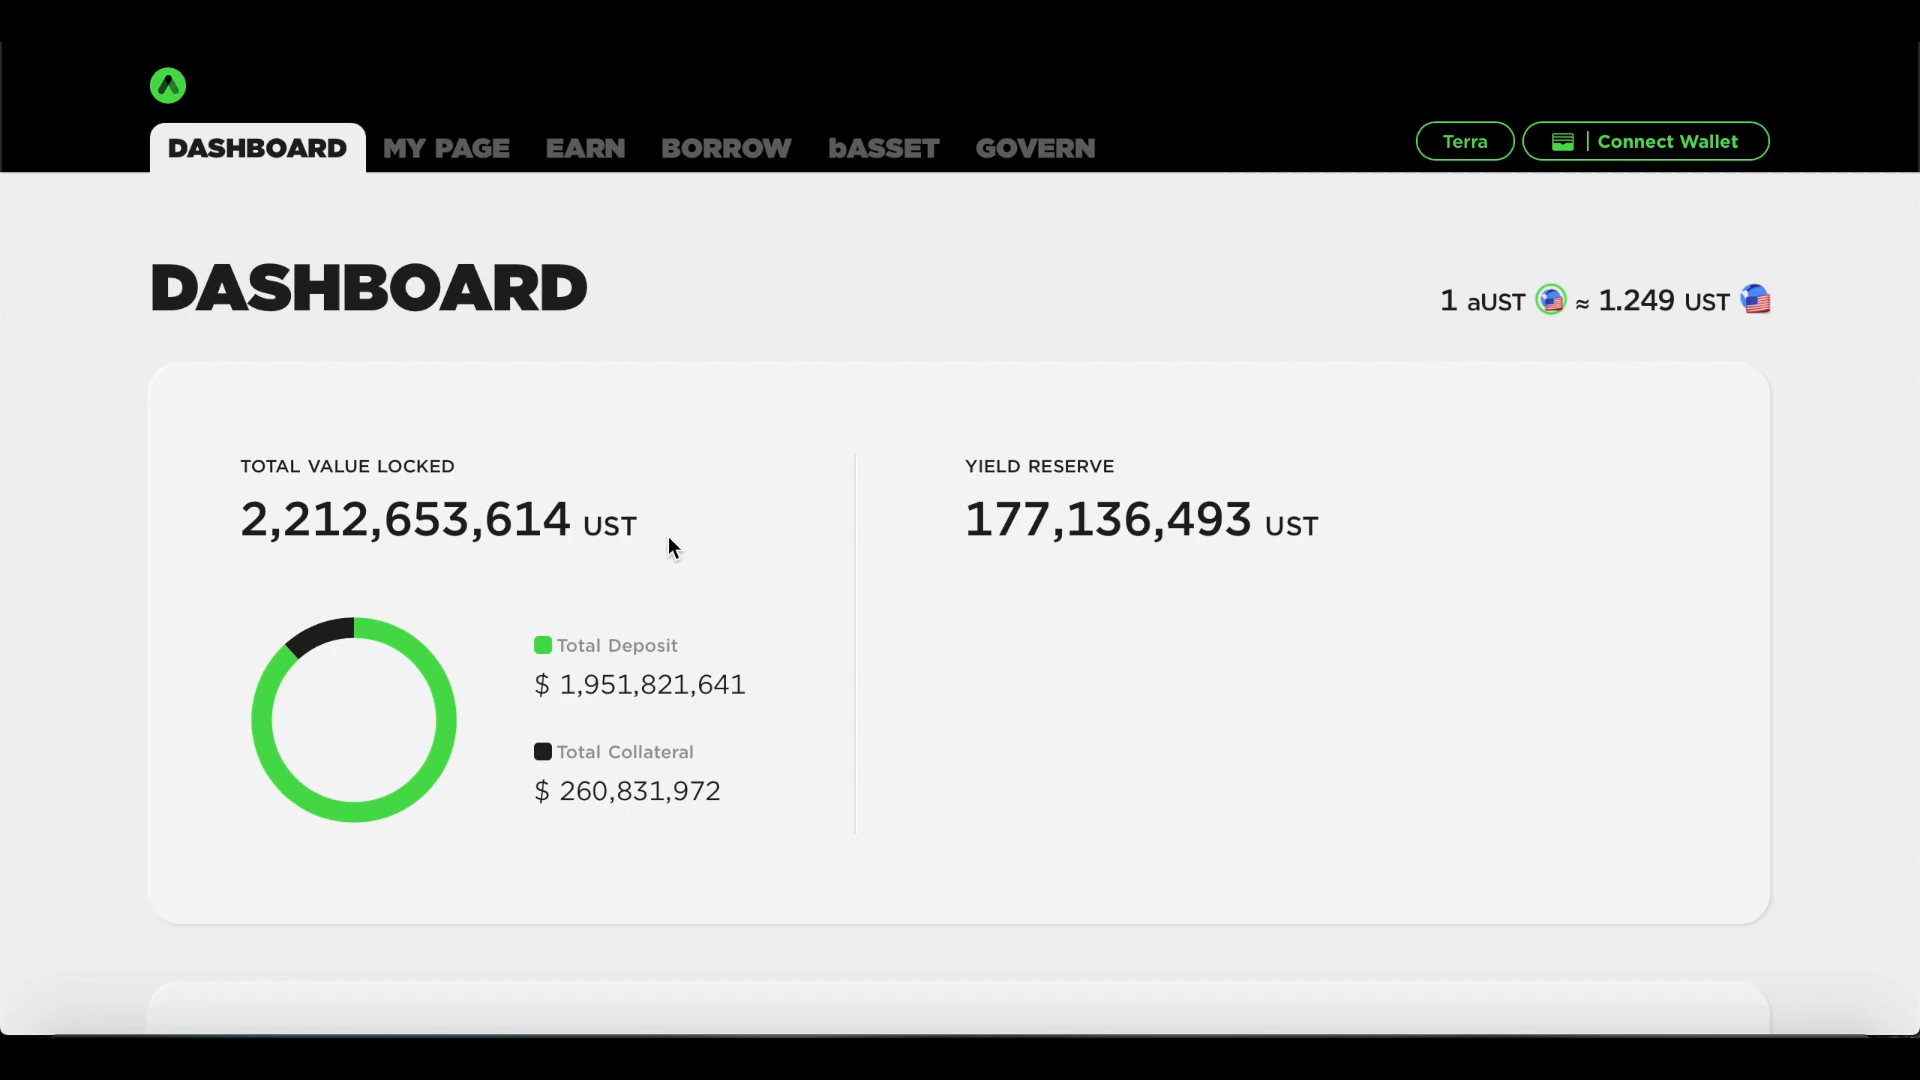 DASHBOARD MY PAGE EARN BORROW bASSET GOVERN Terra Connect Wallet
DASHBOARD
1 aUST ≈ 1.249 UST
TOTAL VALUE LOCKED
2,212,653,614 UST
YIELD RESERVE
177,136,493 UST
Total Deposit
$ 1,951,821,641
Total Collateral
$ 260,831,972